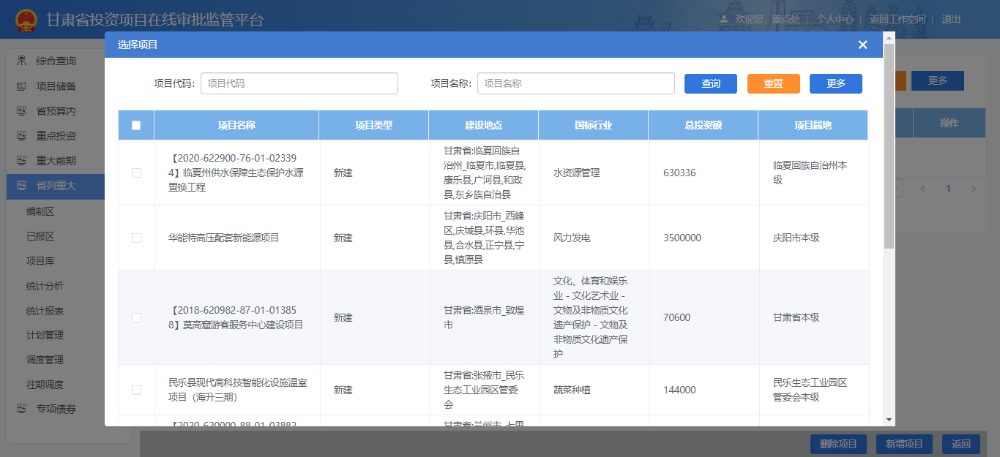 甘肃省投资项目在线审批监管平台
欢迎您，重点处 个人中心 返回工作空间 退出
选择项目
综合查询
项目储备
省预算内
重点投资
重大前期
省列重大
编制区
已报区
项目库
统计分析
统计报表
计划管理
调度管理
往期调度
专项债券
项目代码： 项目代码 项目名称： 项目名称 查询 重置 更多
更多
项目名称 项目类型 建设地点 国标行业 总投资额 项目属地
操作
【2020-622900-76-01-02339
4】临夏州供水保障生态保护水源
置换工程
新建
甘肃省:临夏回族自
治州_临夏市,临夏县,
康乐县,广河县,和政
县,东乡族自治县
水资源管理
630336
临夏回族自治州本
级
1
华能特高压配套新能源项目
新建
甘肃省:庆阳市_西峰
区,庆城县,环县,华池
县,合水县,正宁县,宁
县,镇原县
风力发电
3500000
庆阳市本级
【2018-620982-87-01-01385
8】莫高窟游客服务中心建设项目
新建
甘肃省:酒泉市_敦煌
市
文化、体育和娱乐
业 - 文化艺术业 -
文物及非物质文化
遗产保护 - 文物及
非物质文化遗产保
护
70600
甘肃省本级
民乐县现代高科技智能化设施温室
项目（海升三期）
新建
甘肃省:张掖市_民乐
生态工业园区管委
会
蔬菜种植
144000
民乐生态工业园区
管委会本级
【2020-620000-88-01-03882
甘肃省:兰州市_七里
删除项目 新增项目 返回